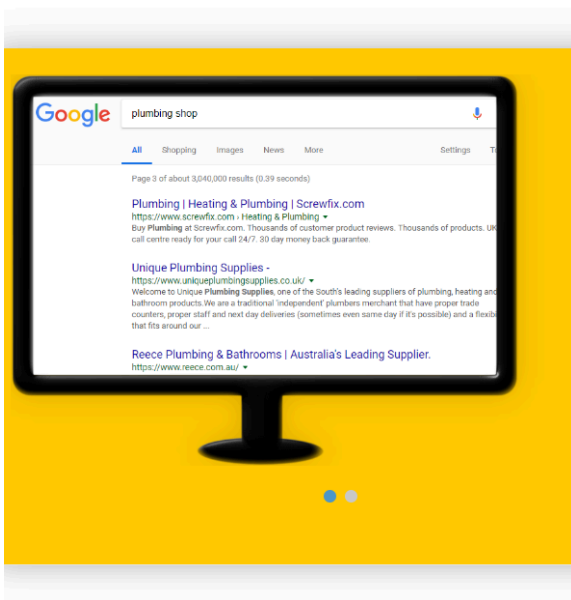 Google
plumbing shop
All Shopping Images News More Settings
Page 3 of about 3,040,000 results (0.39 seconds)
Plumbing | Heating & Plumbing | Screwfix.com
https://www.screwfix.com › Heating & Plumbing
Buy Plumbing at Screwfix.com. Thousands of customer product reviews. Thousands of products. UK
call centre ready for your call 24/7. 30 day money back guarantee.
Unique Plumbing Supplies -
https://www.uniqueplumbingsupplies.co.uk/
Welcome to Unique Plumbing Supplies, one of the South's leading suppliers of plumbing, heating and
bathroom products.We are a traditional 'independent' plumbers merchant that have proper trade
counters, proper staff and next day deliveries (sometimes even same day if it's possible) and a flexib
that fits around our ...
Reece Plumbing & Bathrooms | Australia's Leading Supplier.
https://www.reece.com.au/